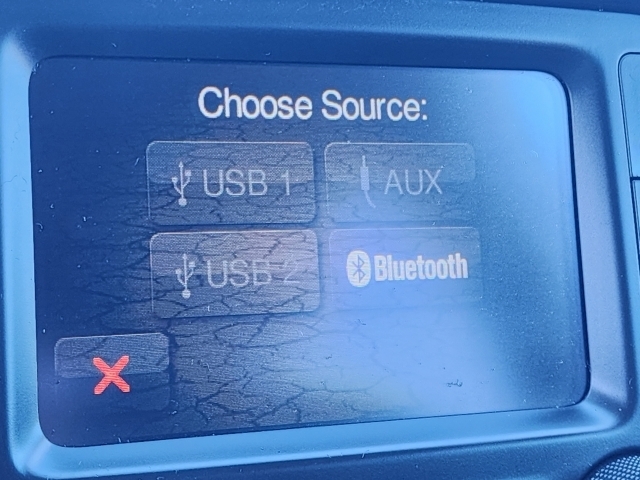 Choose Source:
USB 1
AUX
USB 2
Bluetooth